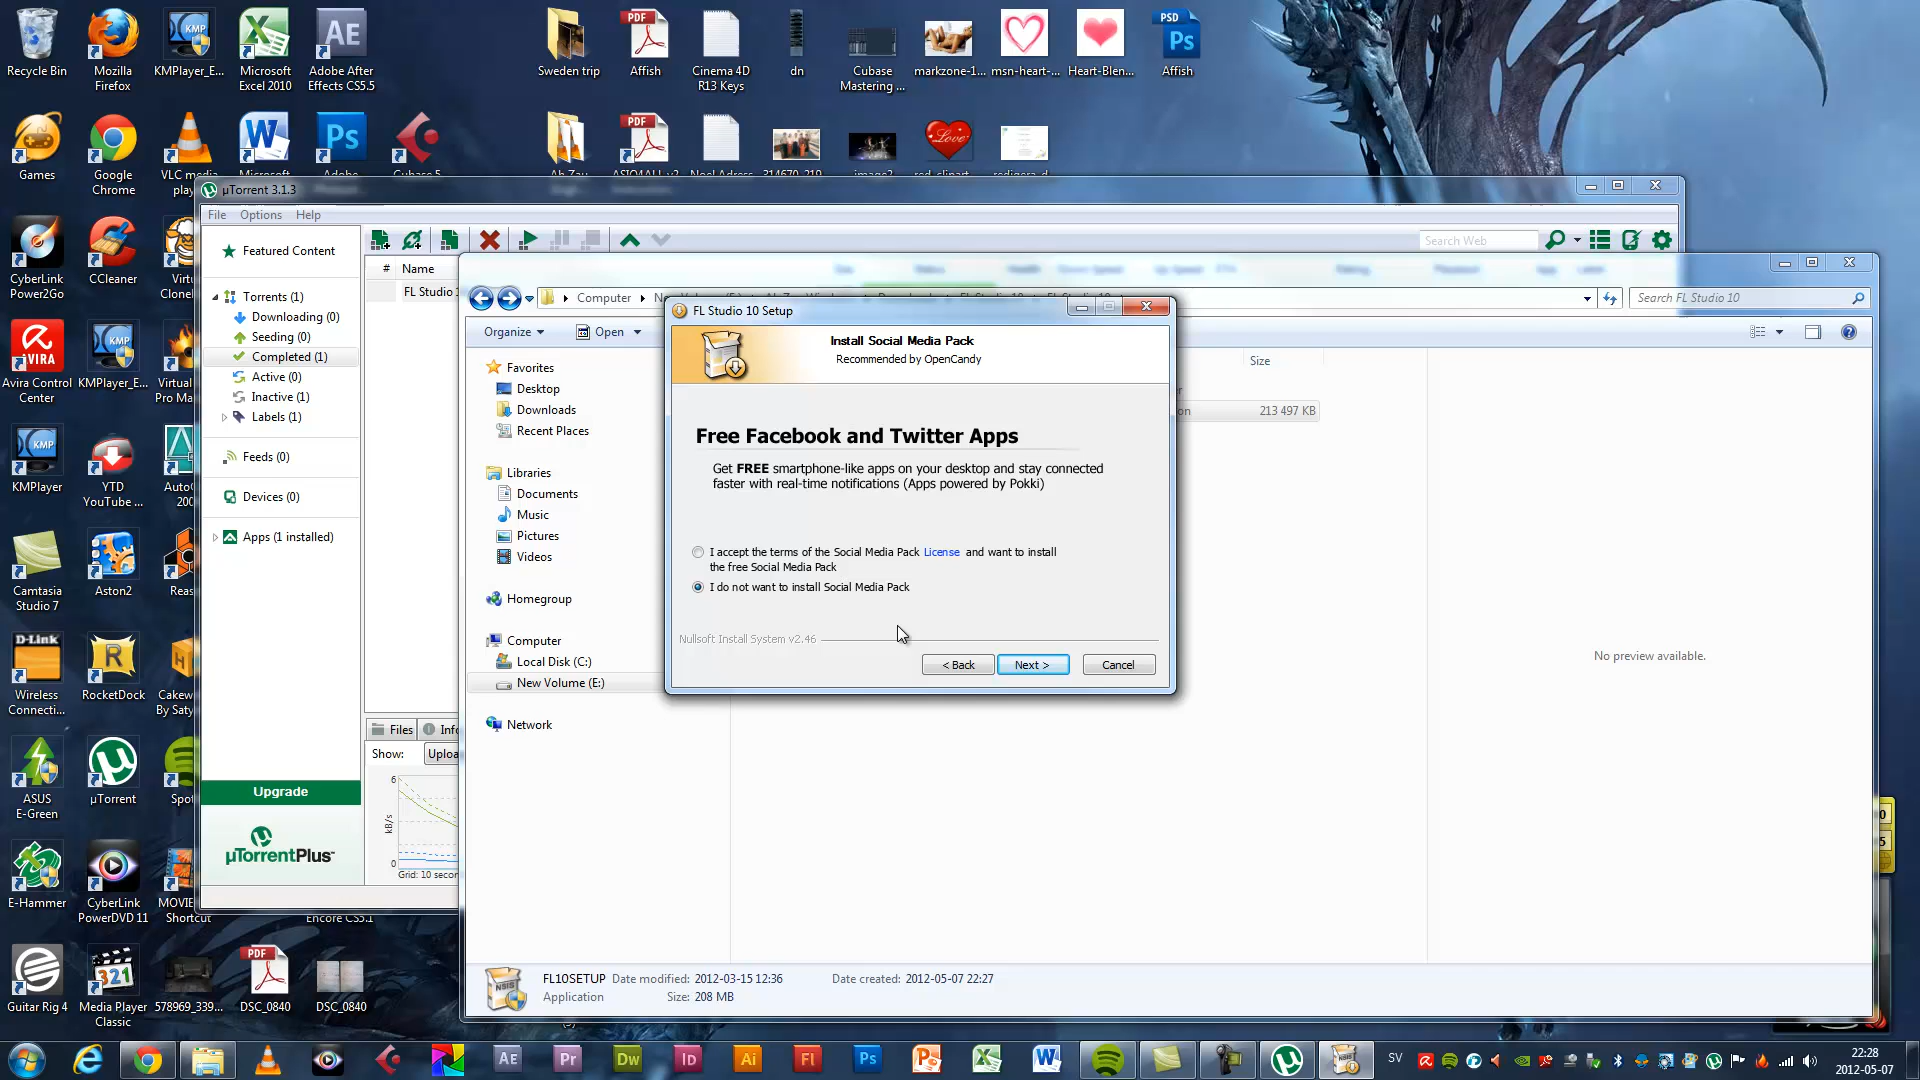 Recycle Bin
Mozilla
Firefox
KMPlayer_E...
Microsoft
Excel 2010
Adobe After
Effects CS5.5
Sweden trip
Affish
Cinema 4D
R13 Keys
dn
Cubase
Mastering ...
markzone-1...
msn-heart-...
Heart-Blen...
Affish
Games
Google
Chrome
VLC media
µTorrent 3.1.3
File Options Help
Search Web
Featured Content
Torrents (1)
Downloading (0)
Seeding (0)
Completed (1)
Active (0)
Inactive (1)
Labels (1)
Feeds (0)
Devices (0)
Apps (1 installed)
Upgrade
µTorrentPlus
# Name
FL Studio
Files
Show:
6
kB/s
0
CyberLink
Power2Go
CCleaner
Avira Control
Center
KMPlayer_E...
KMPlayer
YTD
YouTube ...
Camtasia
Studio 7
Aston2
Wireless
Connecti...
RocketDock
ASUS
E-Green
µTorrent
E-Hammer
CyberLink
PowerDVD 11
Shortcut
Encore CS5.1
Guitar Rig 4
Media Player
Classic
578969_339...
DSC_0840
DSC_0840
Computer
Search FL Studio 10
Organize Open
Size
213 497 KB
Favorites
Desktop
Downloads
Recent Places
Libraries
Documents
Music
Pictures
Videos
Homegroup
Computer
Local Disk (C:)
New Volume (E:)
Network
No preview available.
FL Studio 10 Setup
Install Social Media Pack
Recommended by OpenCandy
Free Facebook and Twitter Apps
Get FREE smartphone-like apps on your desktop and stay connected
faster with real-time notifications (Apps powered by Pokki)
I accept the terms of the Social Media Pack License and want to install
the free Social Media Pack
I do not want to install Social Media Pack
Nullsoft Install System v2.46
< Back Next > Cancel
FL10SETUP Date modified: 2012-03-15 12:36 Date created: 2012-05-07 22:27
Application Size: 208 MB
SV
22:28
2012-05-07